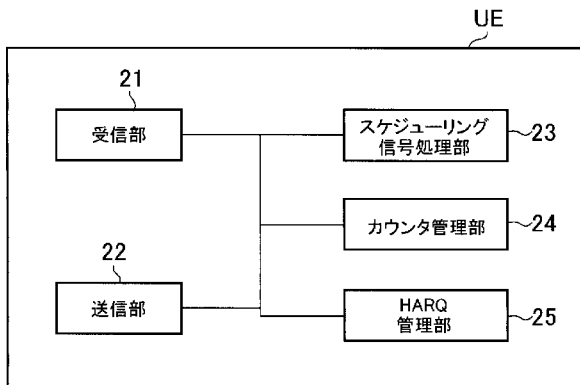 UE
21
受信部
スケジューリング
信号処理部
23
カウンタ管理部
24
22
送信部
HARQ
管理部
25